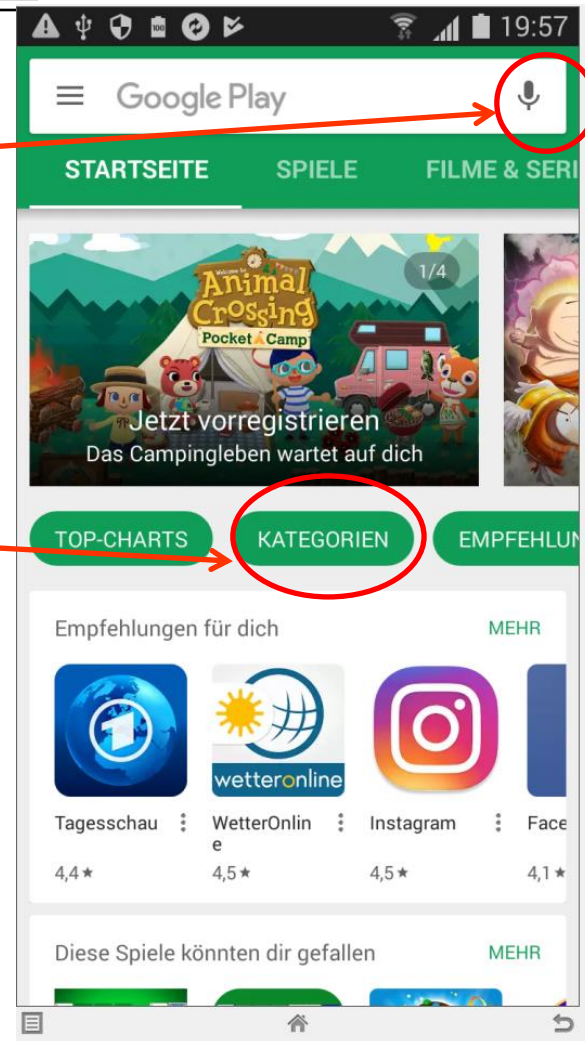 100
19:57
Google Play
STARTSEITE SPIELE FILME & SERI
1/4
Welcome to
Animal
Crossing
Pocket Camp
Jetzt vorregistrieren
Das Campingleben wartet auf dich
TOP-CHARTS KATEGORIEN EMPFEHLUN
Empfehlungen für dich MEHR
1
wetteronline
Tagesschau WetterOnlin Instagram Face
e
4,4★ 4,5★ 4,5★ 4,1★
Diese Spiele könnten dir gefallen MEHR